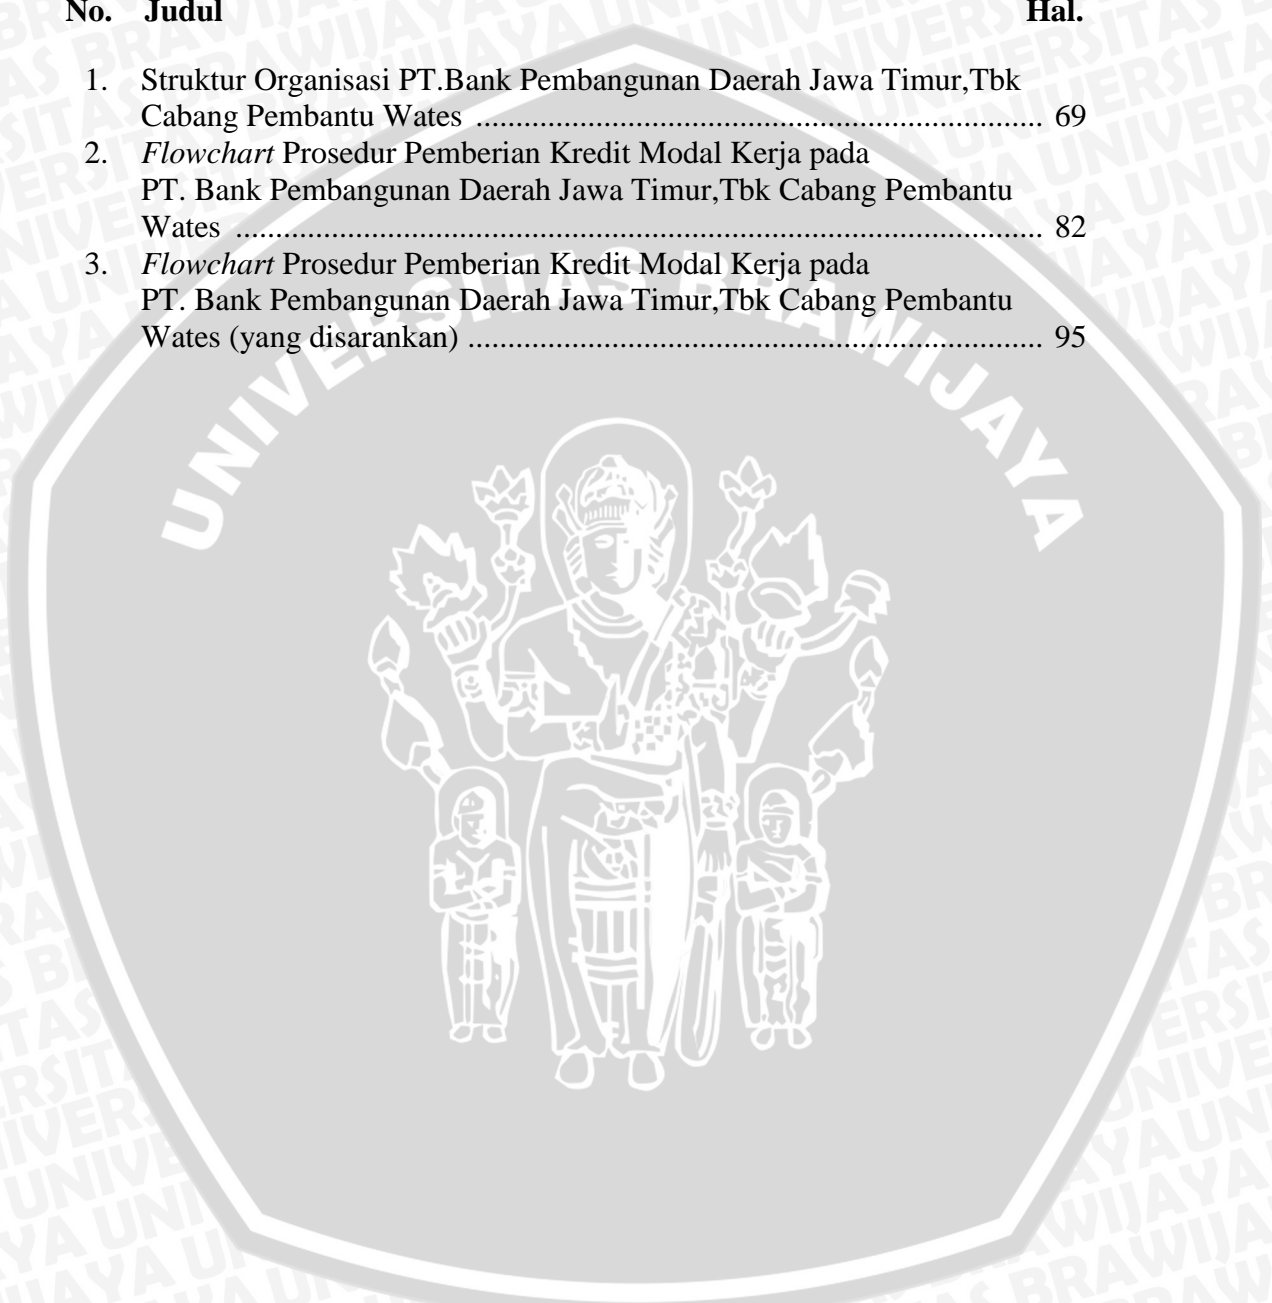 No. Judul Hal.
1. Struktur Organisasi PT.Bank Pembangunan Daerah Jawa Timur,Tbk
Cabang Pembantu Wates ........................................................................ 69
2. Flowchart Prosedur Pemberian Kredit Modal Kerja pada
PT. Bank Pembangunan Daerah Jawa Timur,Tbk Cabang Pembantu
Wates ...................................................................................................... 82
3. Flowchart Prosedur Pemberian Kredit Modal Kerja pada
PT. Bank Pembangunan Daerah Jawa Timur,Tbk Cabang Pembantu
Wates (yang disarankan) ......................................................................... 95
UNIVERSITAS BRAWIJAYA